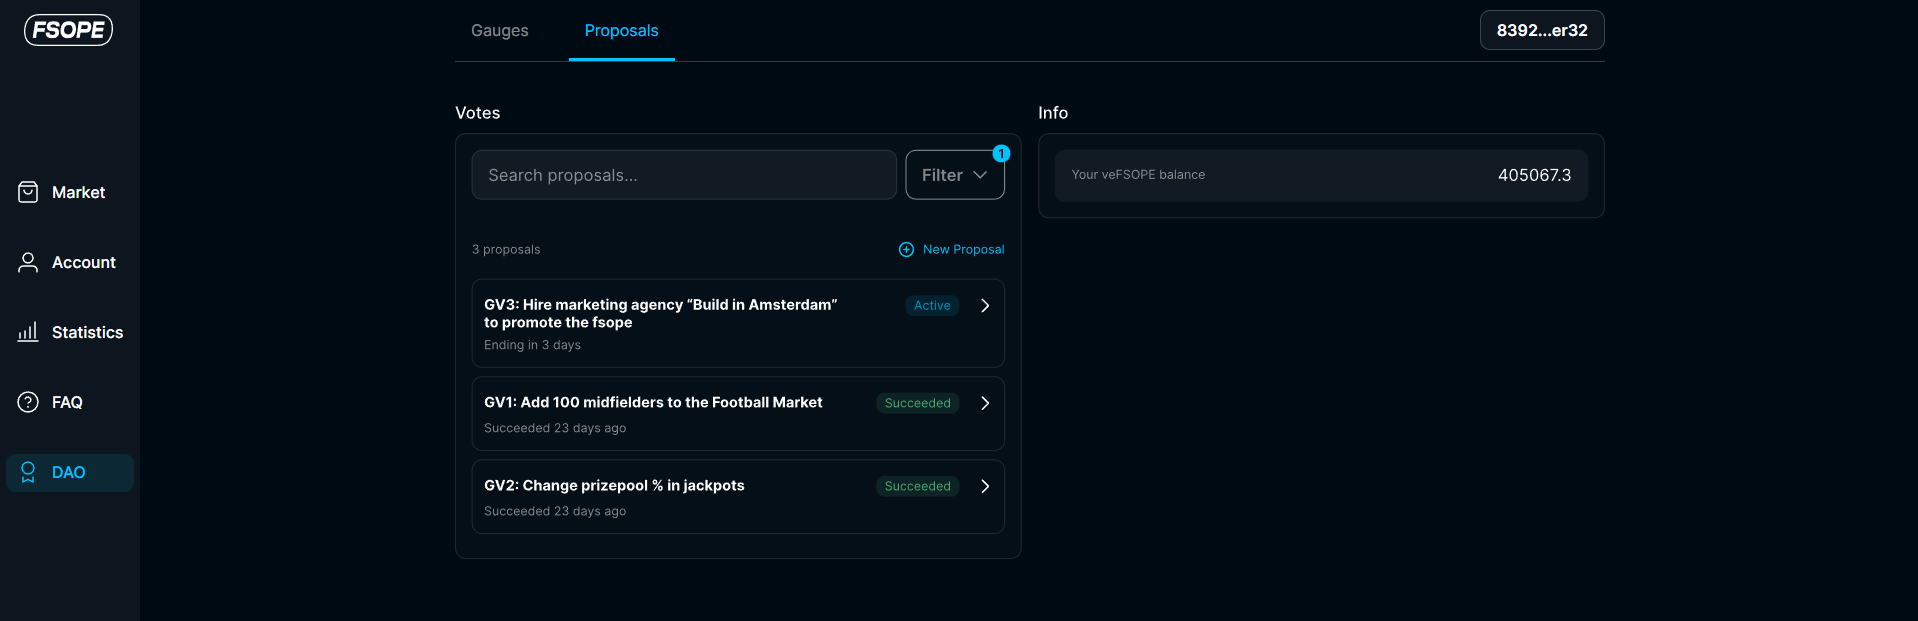 FSOPE
Gauges
Proposals
8392...er32
Market
Account
Statistics
FAQ
DAO
Votes
Search proposals...
Filter
1
3 proposals
New Proposal
GV3: Hire marketing agency “Build in Amsterdam”
to promote the fsope
Active
Ending in 3 days
GV1: Add 100 midfielders to the Football Market
Succeeded
Succeeded 23 days ago
GV2: Change prizepool % in jackpots
Succeeded
Succeeded 23 days ago
Info
Your veFSOPE balance
405067.3